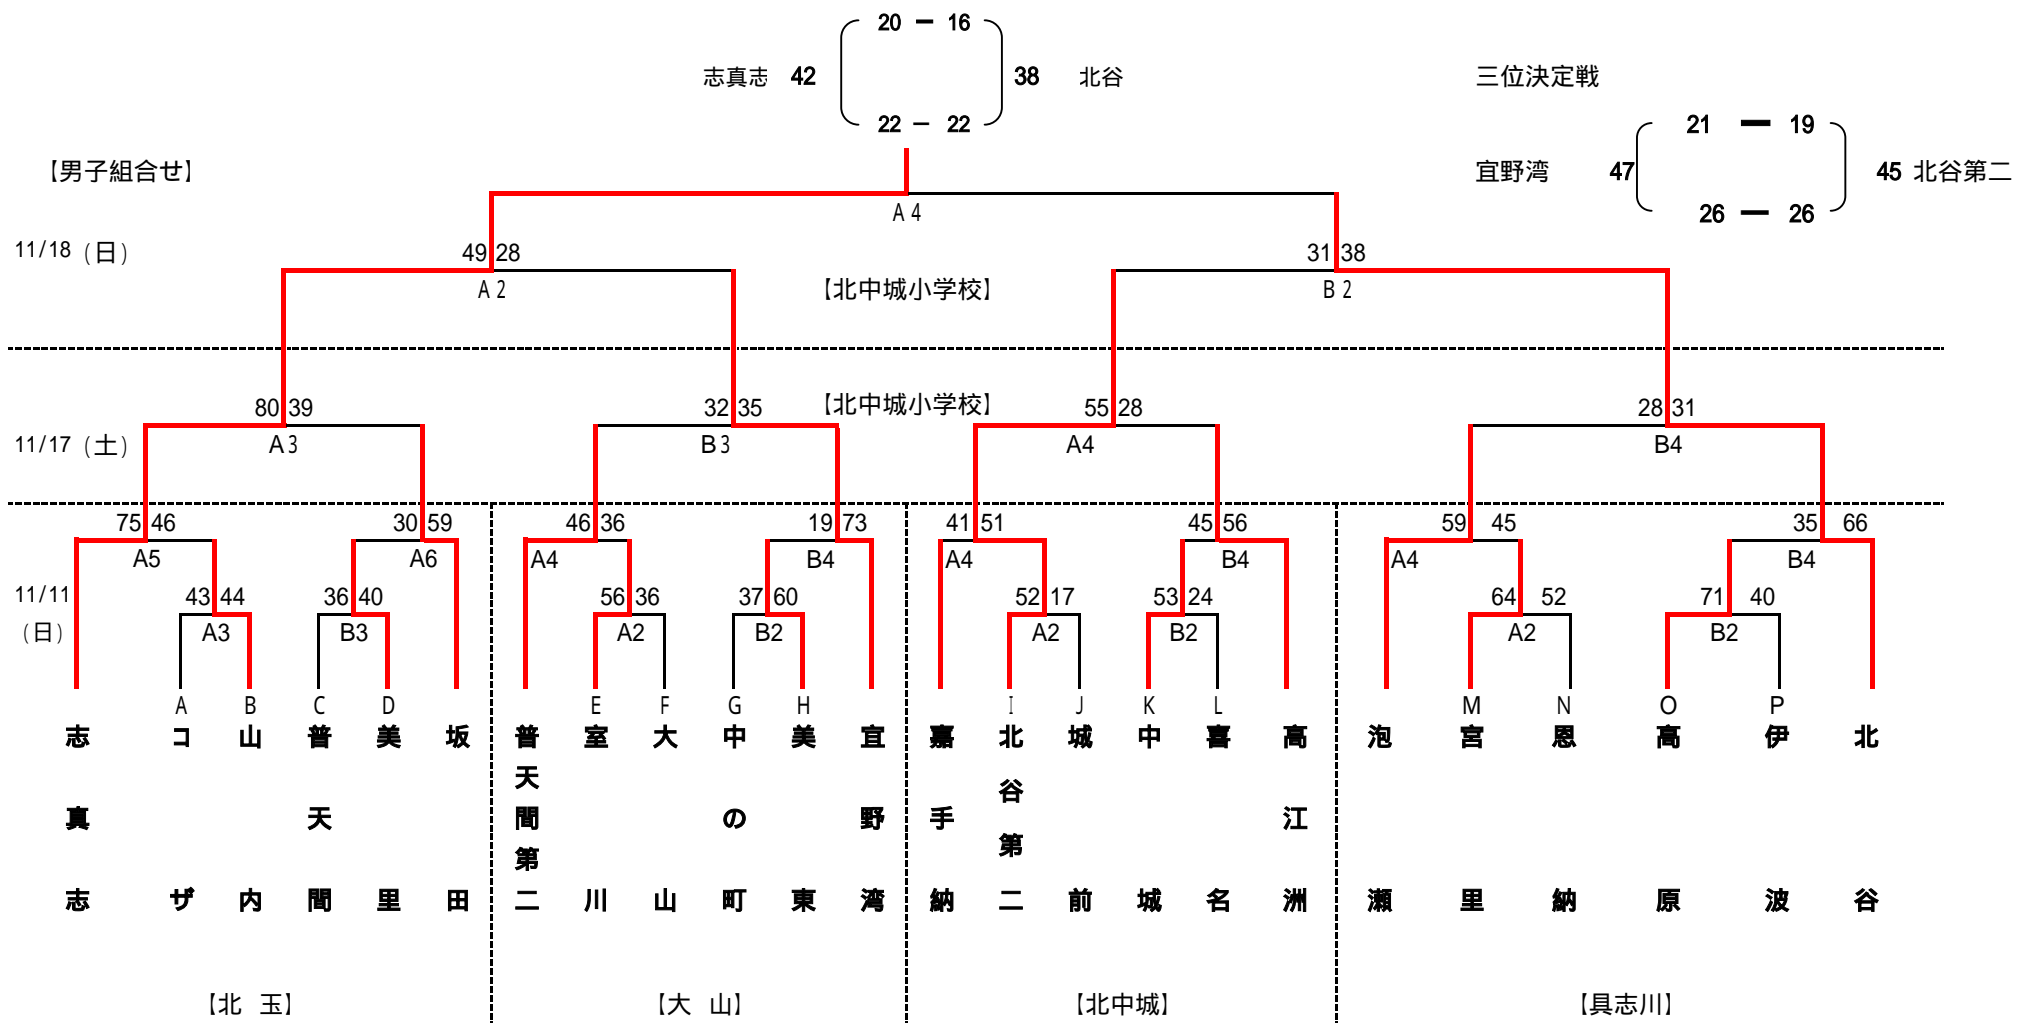 20 ー 16
志真志 42 38 北谷
三位決定戦
22 ー 22
21 ー 19
【男子組合せ】
宜野湾 47 45 北谷第二
26 ー 26
A 4
11/18 (日)
49 28
31 38
A 2
【北中城小学校】
B 2
80 39
32 35
【北中城小学校】
55 28
28 31
11/17 (土)
A 3
B 3
A4
B4
75 46
30 59
46 36
19 73
41 51
45 56
59 45
35 66
A5
A6
A4
B4
A4
B4
A4
B4
11/11
(日)
43 44
36 40
56 36
37 60
52 17
53 24
64 52
71 40
A3
B3
A2
B2
A2
B2
A2
B2
A B C D E F G H I J K L M N O P
志真志
コザ
山内
普天間
美里
坂田
普天間第二
室川
大山
中の町
美東
宜野湾
嘉手納
北谷第二
城前
中城
喜名
高江洲
泡瀬
宮里
恩納
高原
伊波
北谷
【北 玉】
【大 山】
【北中城】
【具志川】